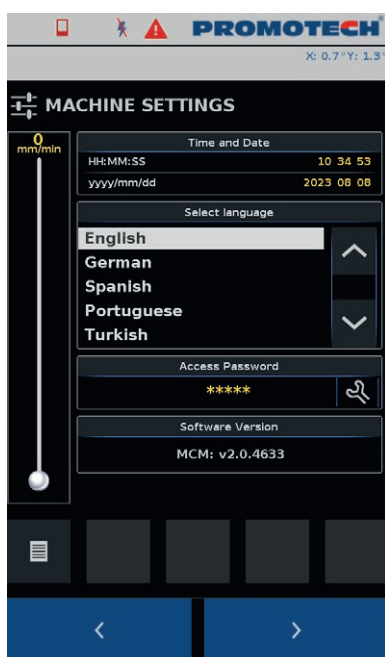 PROMOTECH
X: 0.7°Y: 1.3°
MACHINE SETTINGS
0
mm/min
Time and Date
HH:MM:SS 10 34 53
yyyy/mm/dd 2023 08 08
Select language
English
German
Spanish
Portuguese
Turkish
Access Password
*****
Software Version
MCM: v2.0.4633